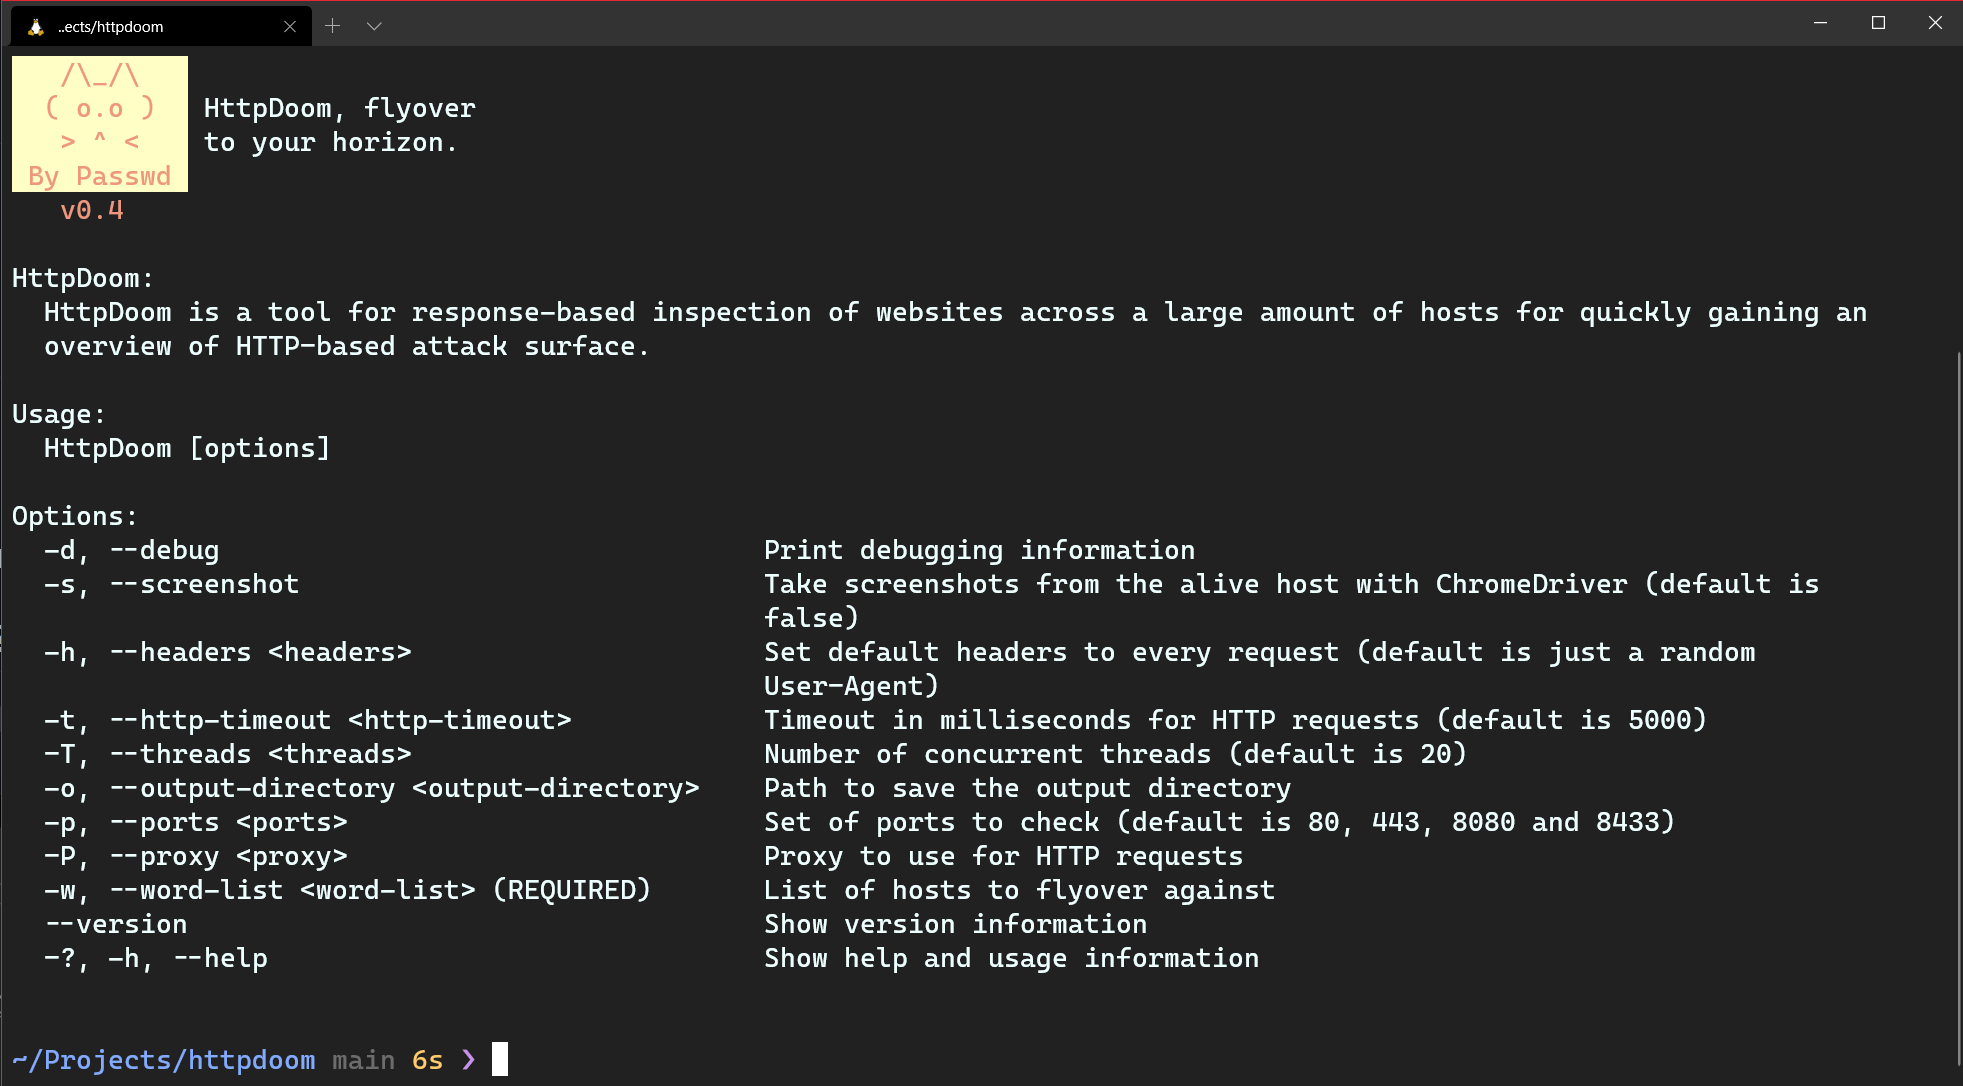 ..ects/httpdoom
/\_/\
( o.o )
> ^ <
By Passwd
v0.4
HttpDoom, flyover
to your horizon.
HttpDoom:
HttpDoom is a tool for response-based inspection of websites across a large amount of hosts for quickly gaining an
overview of HTTP-based attack surface.
Usage:
HttpDoom [options]
Options:
-d, --debug Print debugging information
-s, --screenshot Take screenshots from the alive host with ChromeDriver (default is
false)
-h, --headers <headers> Set default headers to every request (default is just a random
User-Agent)
-t, --http-timeout <http-timeout> Timeout in milliseconds for HTTP requests (default is 5000)
-T, --threads <threads> Number of concurrent threads (default is 20)
-o, --output-directory <output-directory> Path to save the output directory
-p, --ports <ports> Set of ports to check (default is 80, 443, 8080 and 8433)
-P, --proxy <proxy> Proxy to use for HTTP requests
-w, --word-list <word-list> (REQUIRED) List of hosts to flyover against
--version Show version information
-?, -h, --help Show help and usage information
~/Projects/httpdoom main 6s ❯